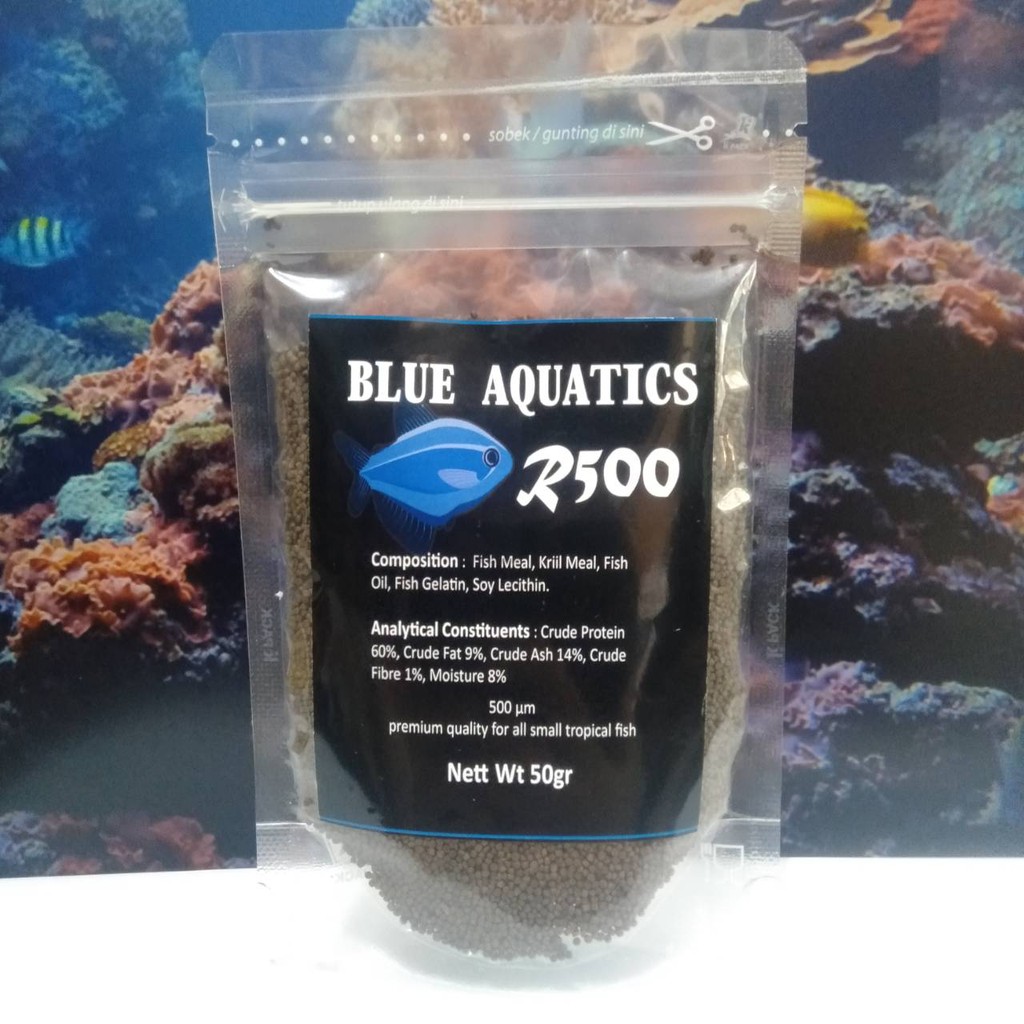 sobek / gunting di sini
tutup ulang di sini
BLUE AQUATICS
R500
Composition : Fish Meal, Kriil Meal, Fish
Oil, Fish Gelatin, Soy Lecithin.
Analytical Constituents : Crude Protein
60%, Crude Fat 9%, Crude Ash 14%, Crude
Fibre 1%, Moisture 8%
500 µm
premium quality for all small tropical fish
Nett Wt 50gr